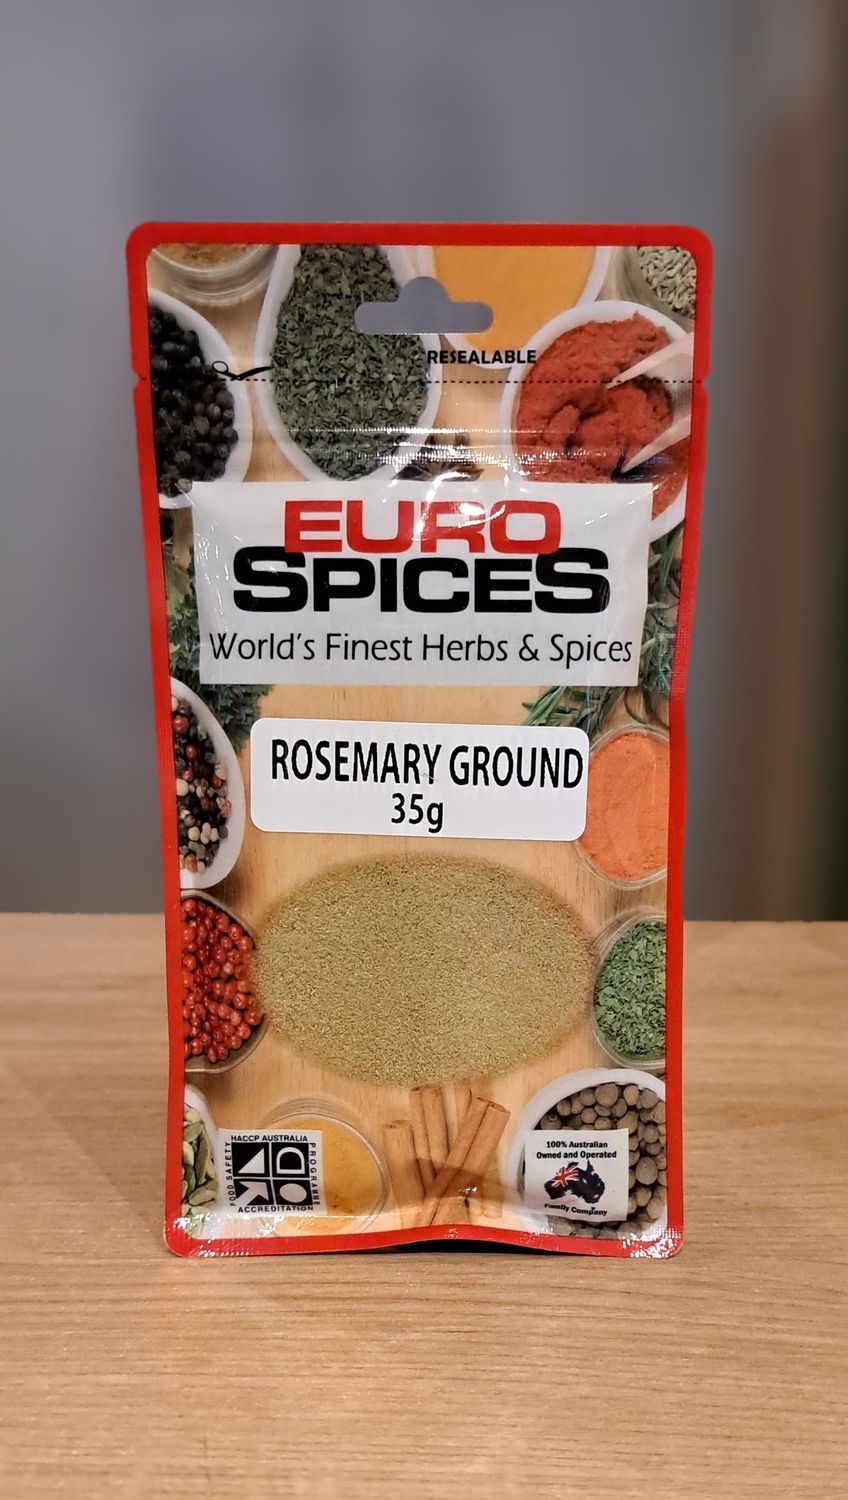 RESEALABLE
EURO
SPICES
World's Finest Herbs & Spices
ROSEMARY GROUND
35g
HACCP AUSTRALIA
FOOD SAFETY
PROGRAMME
ACCREDITATION
100% Australian
Owned and Operated
Family Company